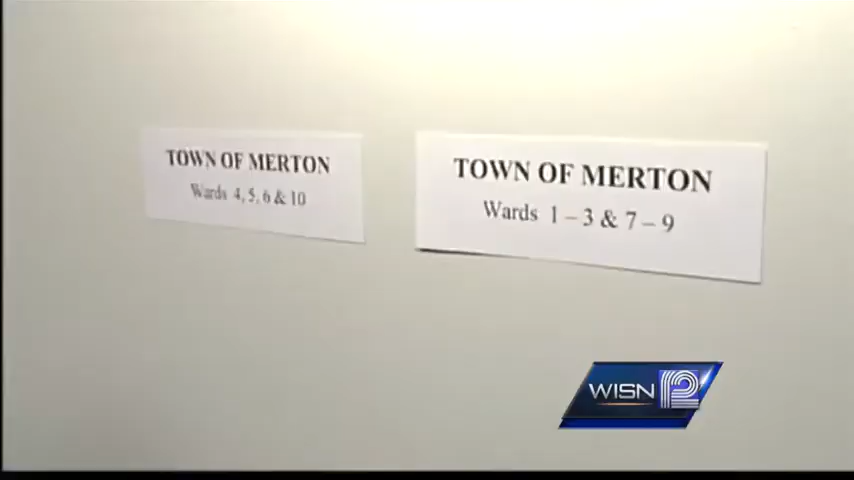 TOWN OF MERTON
Wards 4, 5, 6 & 10
TOWN OF MERTON
Wards 1 – 3 & 7 – 9
WISN 12